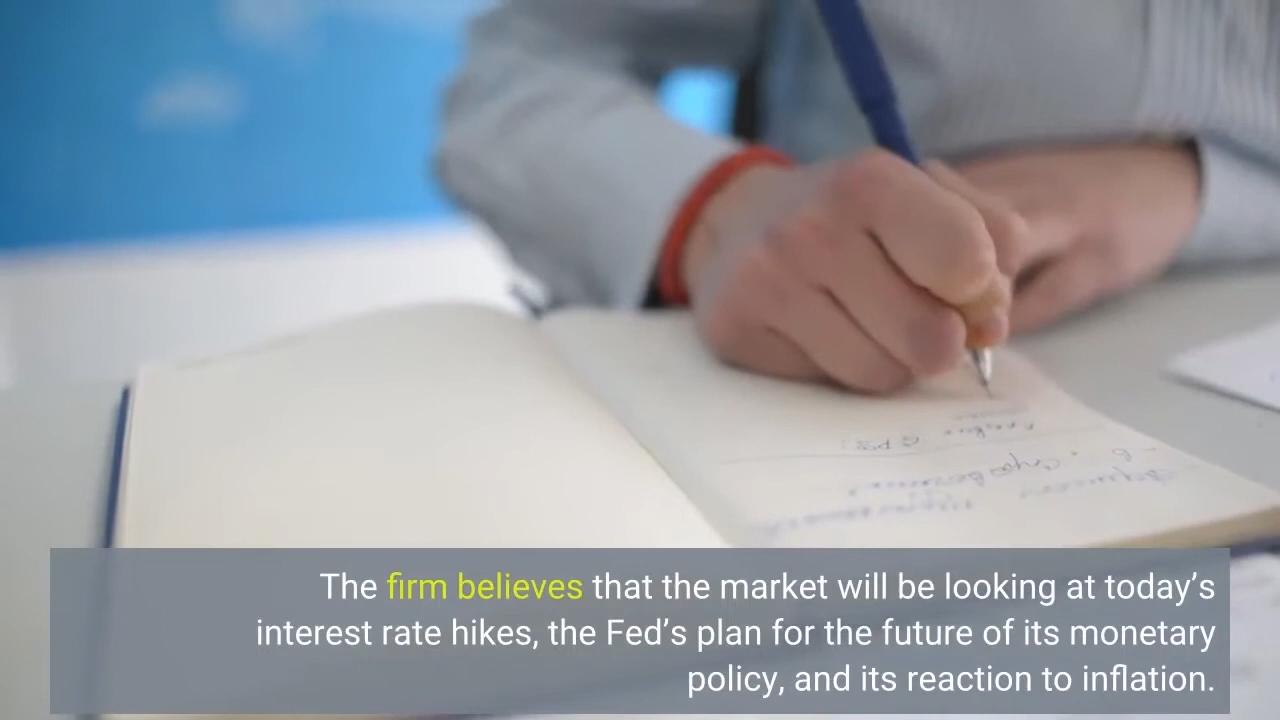 The firm believes that the market will be looking at today’s
interest rate hikes, the Fed’s plan for the future of its monetary
policy, and its reaction to inflation.